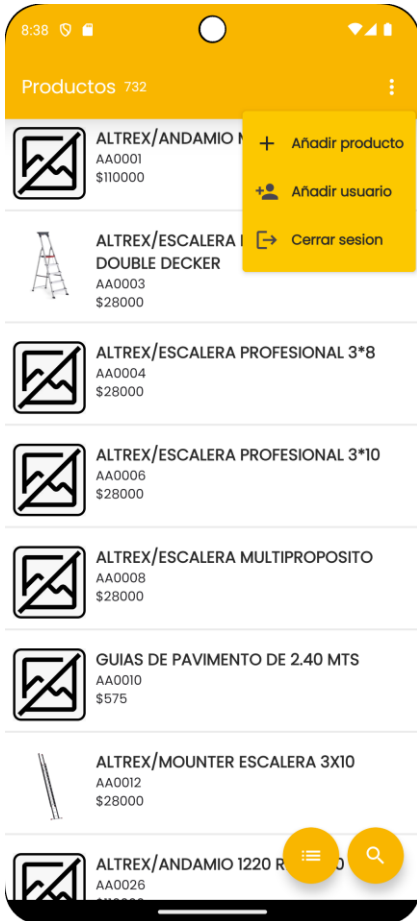 8:38
Productos 732
Añadir producto
Añadir usuario
Cerrar sesion
ALTREX/ANDAMIO
AA0001
$110000
ALTREX/ESCALERA
DOUBLE DECKER
AA0003
$28000
ALTREX/ESCALERA PROFESIONAL 3*8
AA0004
$28000
ALTREX/ESCALERA PROFESIONAL 3*10
AA0006
$28000
ALTREX/ESCALERA MULTIPROPOSITO
AA0008
$28000
GUIAS DE PAVIMENTO DE 2.40 MTS
AA0010
$575
ALTREX/MOUNTER ESCALERA 3X10
AA0012
$28000
ALTREX/ANDAMIO 1220
AA0026